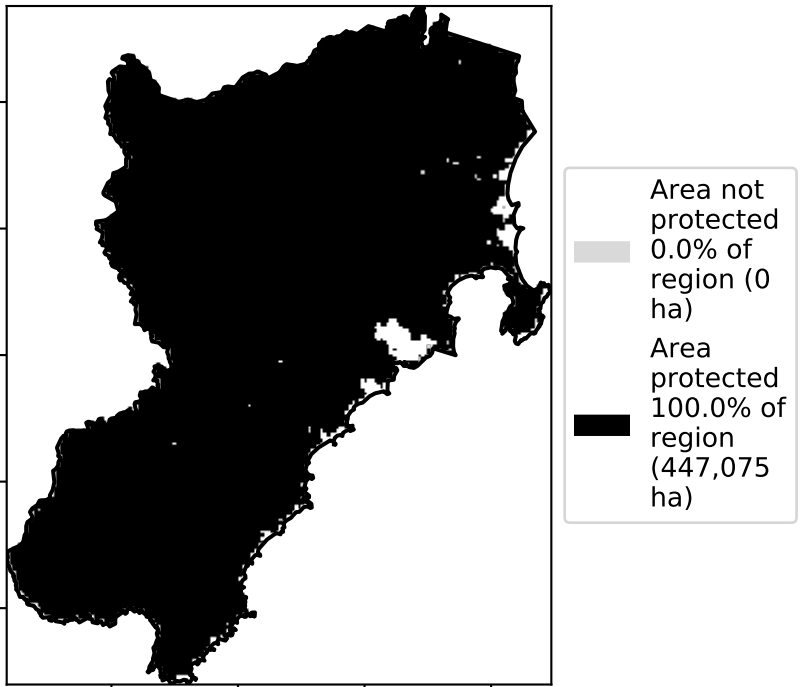 Area not
protected
0.0% of
region (0
ha)
Area
protected
100.0% of
region
(447,075
ha)